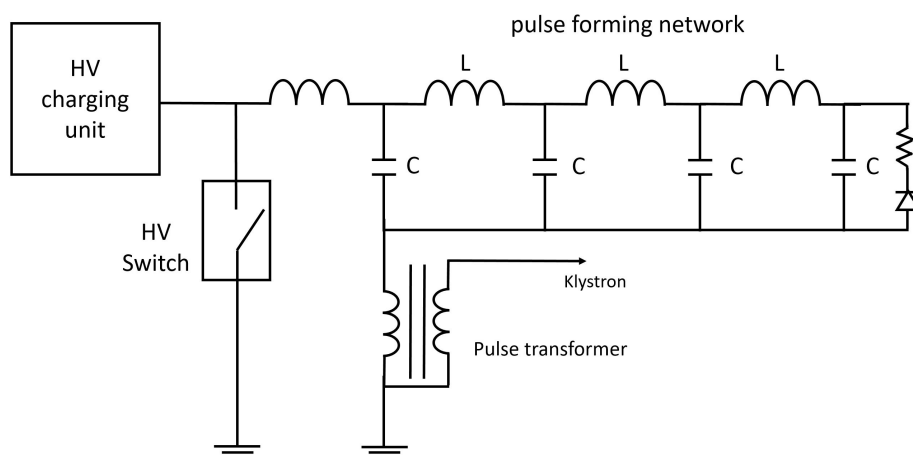 pulse forming network
HV
charging
unit
L
L
L
C
C
C
C
HV
Switch
Klystron
Pulse transformer